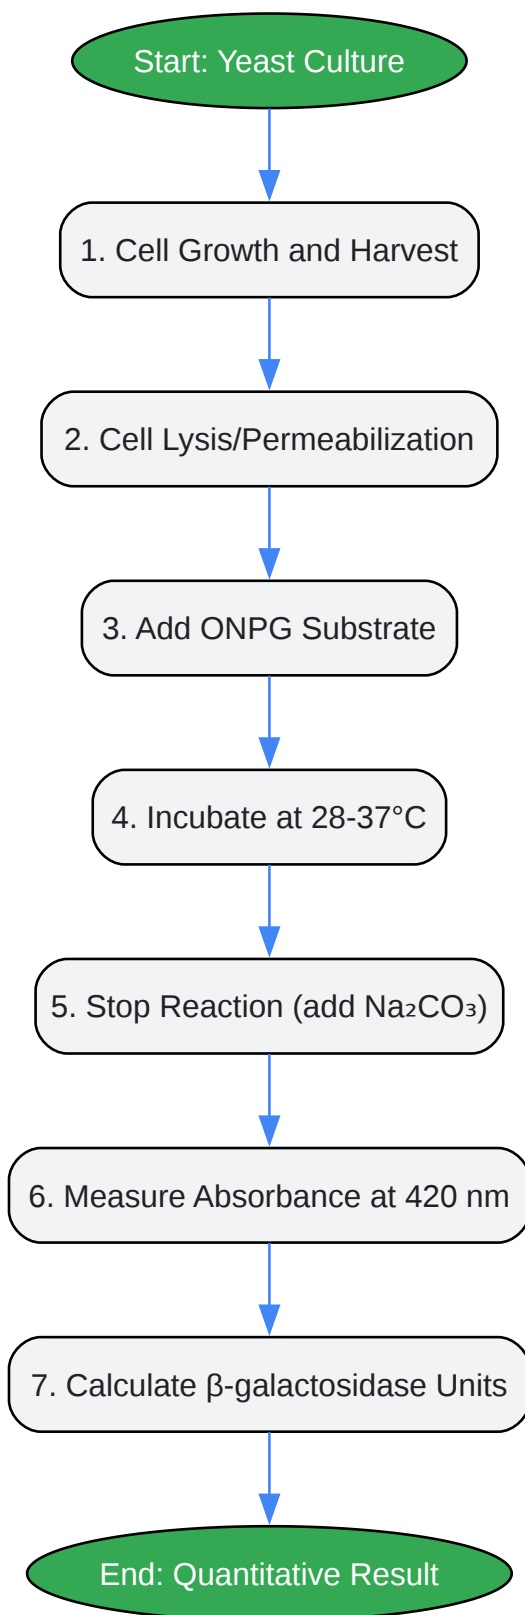 Start: Yeast Culture
1. Cell Growth and Harvest
2. Cell Lysis/Permeabilization
3. Add ONPG Substrate
4. Incubate at 28-37°C
5. Stop Reaction (add Na₂CO₃)
6. Measure Absorbance at 420 nm
7. Calculate β-galactosidase Units
End: Quantitative Result